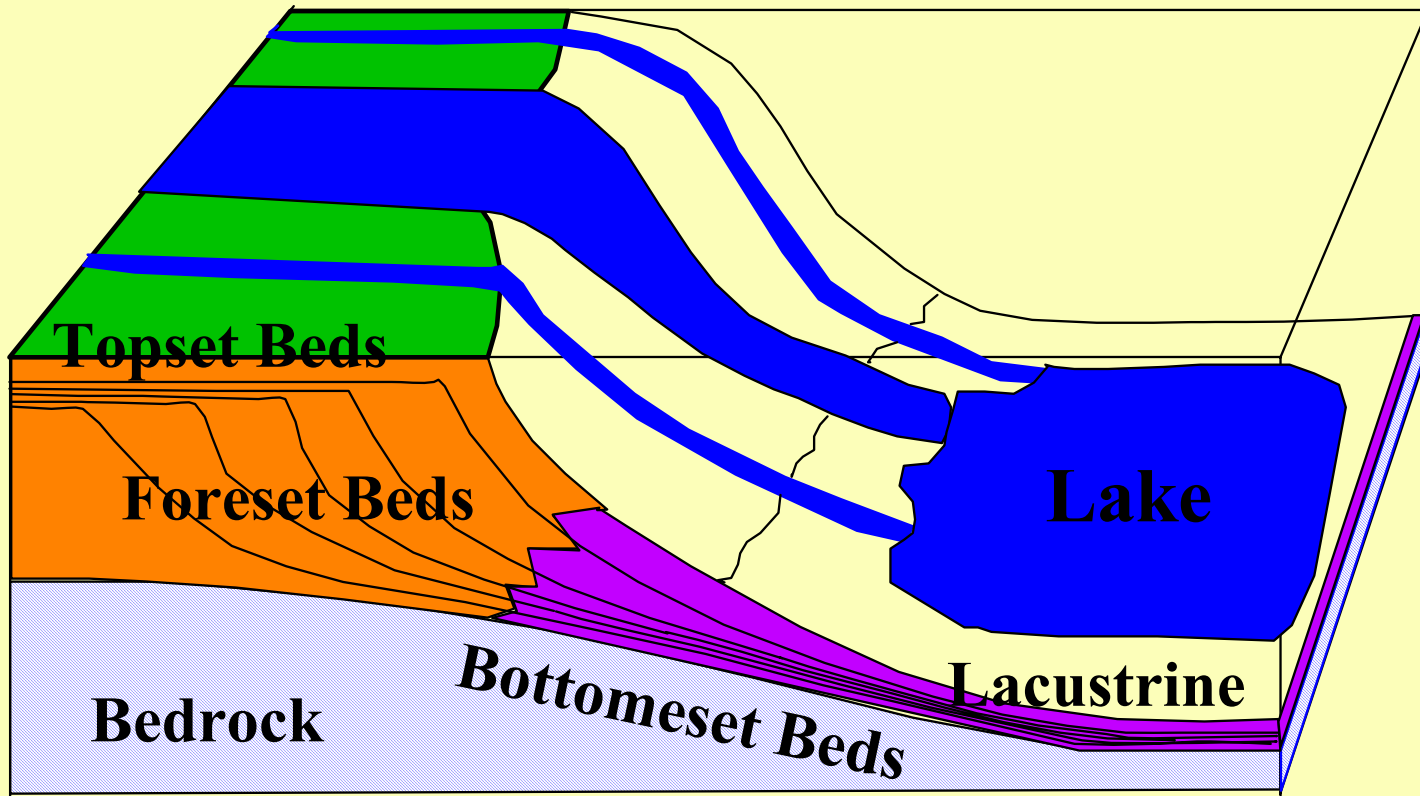 Topset Beds
Foreset Beds
Lake
Lacustrine
Bottomeset Beds
Bedrock